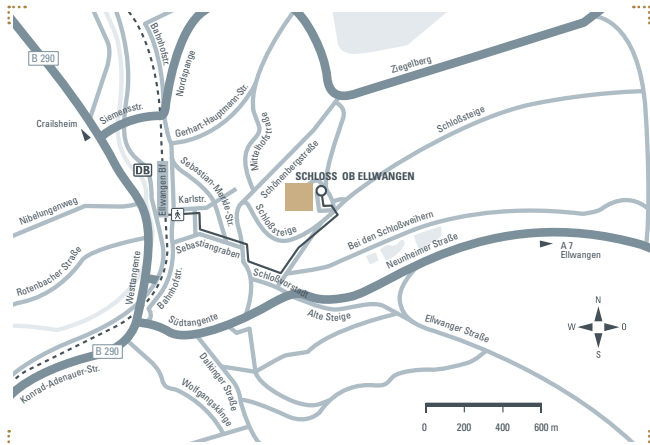 B 290
Bahnhofstr.
Nordspange
Ziegelberg
Siemensstr.
Crailsheim
Gerhart-Hauptmann-Str.
Mittelhofstraße
Schloßsteige
Schönenbergstraße
DB
Ellwangen Bf
Sebastian-Merkle-Str.
SCHLOSS OB ELLWANGEN
Karlstr.
Nibelungenweg
Schloßsteige
Bei den Schloßweihern
Sebastiangraben
Neunheimer Straße
A 7
Ellwangen
Rotenbacher Straße
Westtangente
Bahnhofstr.
Schloßvorstadt
Südtangente
Alte Steige
Ellwanger Straße
N
W
O
S
B 290
Konrad-Adenauer-Str.
Dalkinger Straße
Wolfgangsklinge
0 200 400 600 m